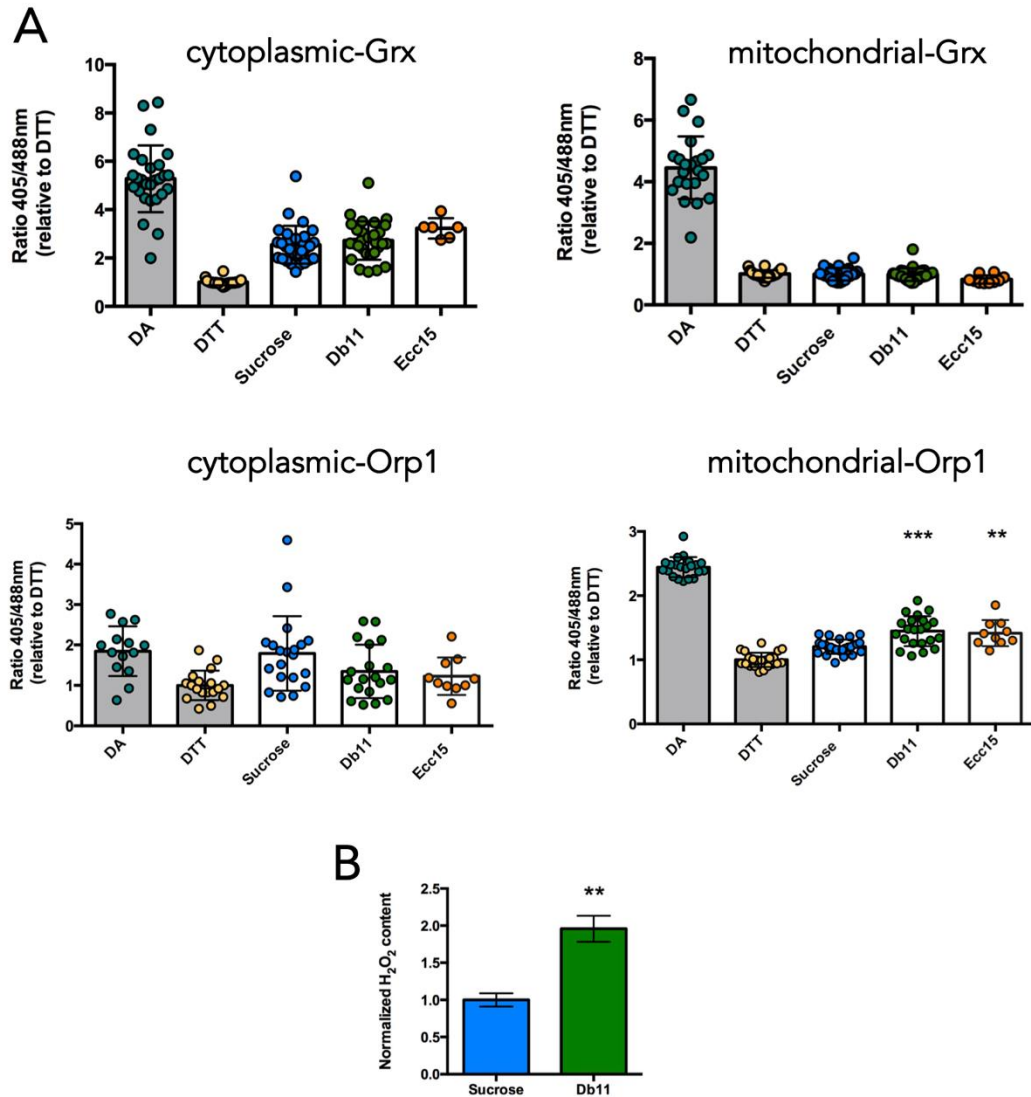 A
cytoplasmic-Grx
Ratio 405/488nm
(relative to DTT)
10
8
6
4
2
0
DA
DTT
Sucrose
Db11
Ecc15
mitochondrial-Grx
Ratio 405/488nm
(relative to DTT)
8
6
4
2
0
DA
DTT
Sucrose
Db11
Ecc15
cytoplasmic-Orp1
Ratio 405/488nm
(relative to DTT)
5
4
3
2
1
0
DA
DTT
Sucrose
Db11
Ecc15
mitochondrial-Orp1
Ratio 405/488nm
(relative to DTT)
3
2
1
0
*** **
DA
DTT
Sucrose
Db11
Ecc15
B
Normalized H₂O₂ content
2.5
2.0
1.5
1.0
0.5
0.0
**
Sucrose
Db11